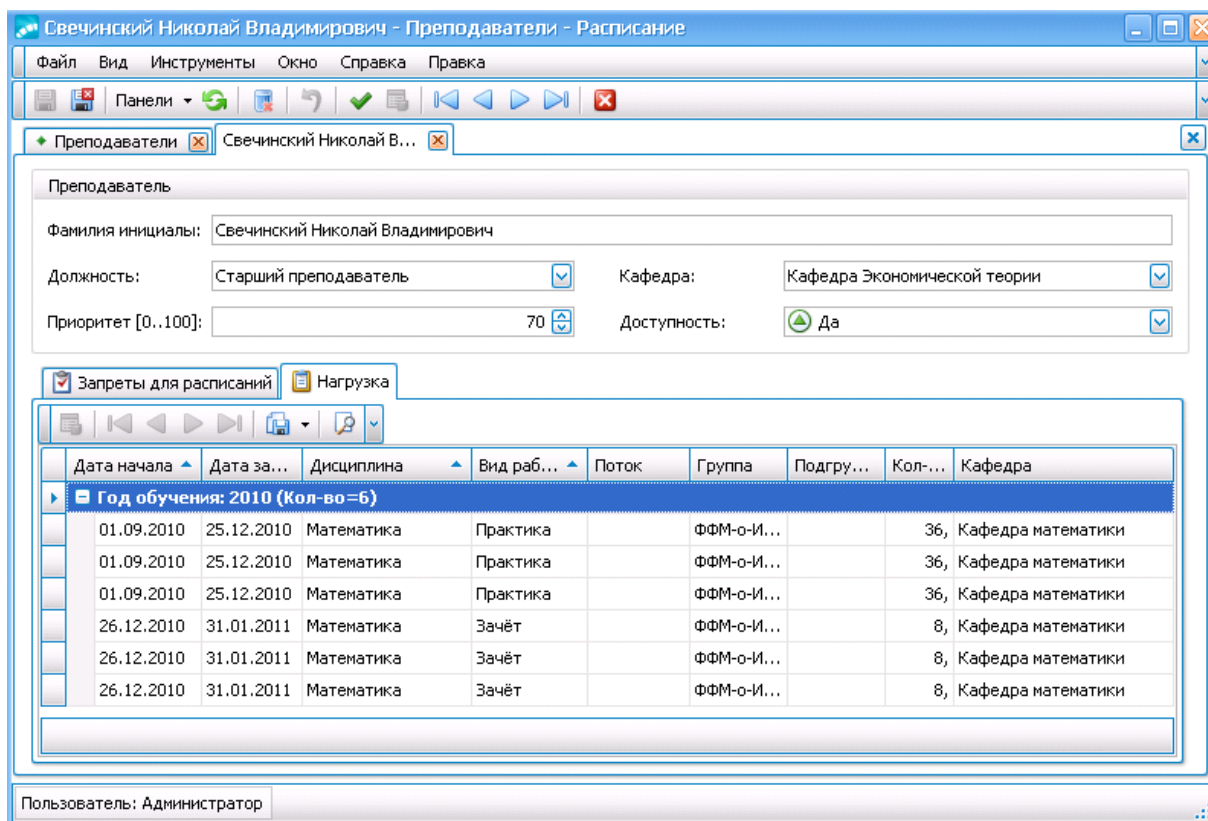 Свечинский Николай Владимирович - Преподаватели - Расписание
Файл Вид Инструменты Окно Справка Правка
Панели
Преподаватели Свечинский Николай В...
Преподаватель
Фамилия инициалы: Свечинский Николай Владимирович
Должность: Старший преподаватель Кафедра: Кафедра Экономической теории
Приоритет [0..100]: 70 Доступность: Да
Запреты для расписаний Нагрузка
Дата начала Дата за... Дисциплина Вид раб... Поток Группа Подгру... Кол-... Кафедра
Год обучения: 2010 (Кол-во=6)
01.09.2010 25.12.2010 Математика Практика ФФМ-о-И... 36, Кафедра математики
01.09.2010 25.12.2010 Математика Практика ФФМ-о-И... 36, Кафедра математики
01.09.2010 25.12.2010 Математика Практика ФФМ-о-И... 36, Кафедра математики
26.12.2010 31.01.2011 Математика Зачёт ФФМ-о-И... 8, Кафедра математики
26.12.2010 31.01.2011 Математика Зачёт ФФМ-о-И... 8, Кафедра математики
26.12.2010 31.01.2011 Математика Зачёт ФФМ-о-И... 8, Кафедра математики
Пользователь: Администратор